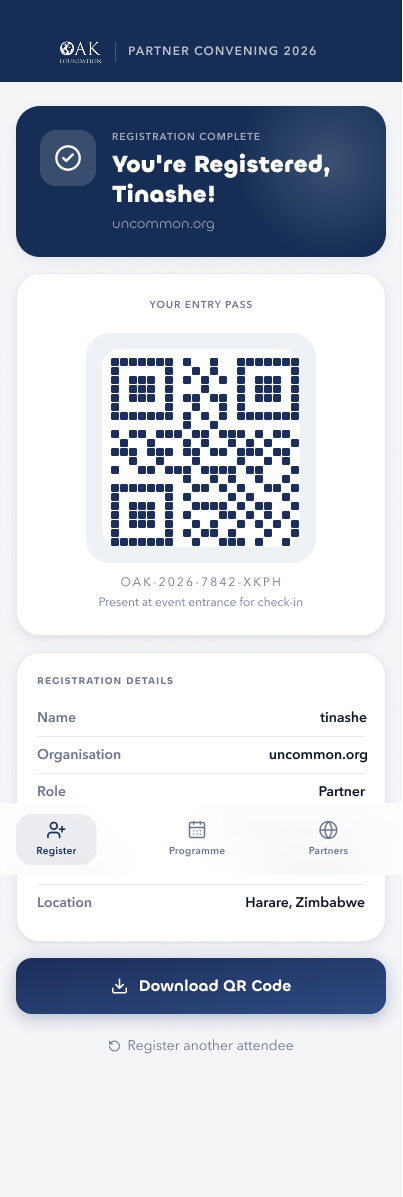 OAK
FOUNDATION
PARTNER CONVENING 2026
REGISTRATION COMPLETE
You're Registered,
Tinashe!
uncommon.org
YOUR ENTRY PASS
OAK-2026-7842-XKPH
Present at event entrance for check-in
REGISTRATION DETAILS
Name tinashe
Organisation uncommon.org
Role Partner
Register Programme Partners
Location Harare, Zimbabwe
Download QR Code
Register another attendee